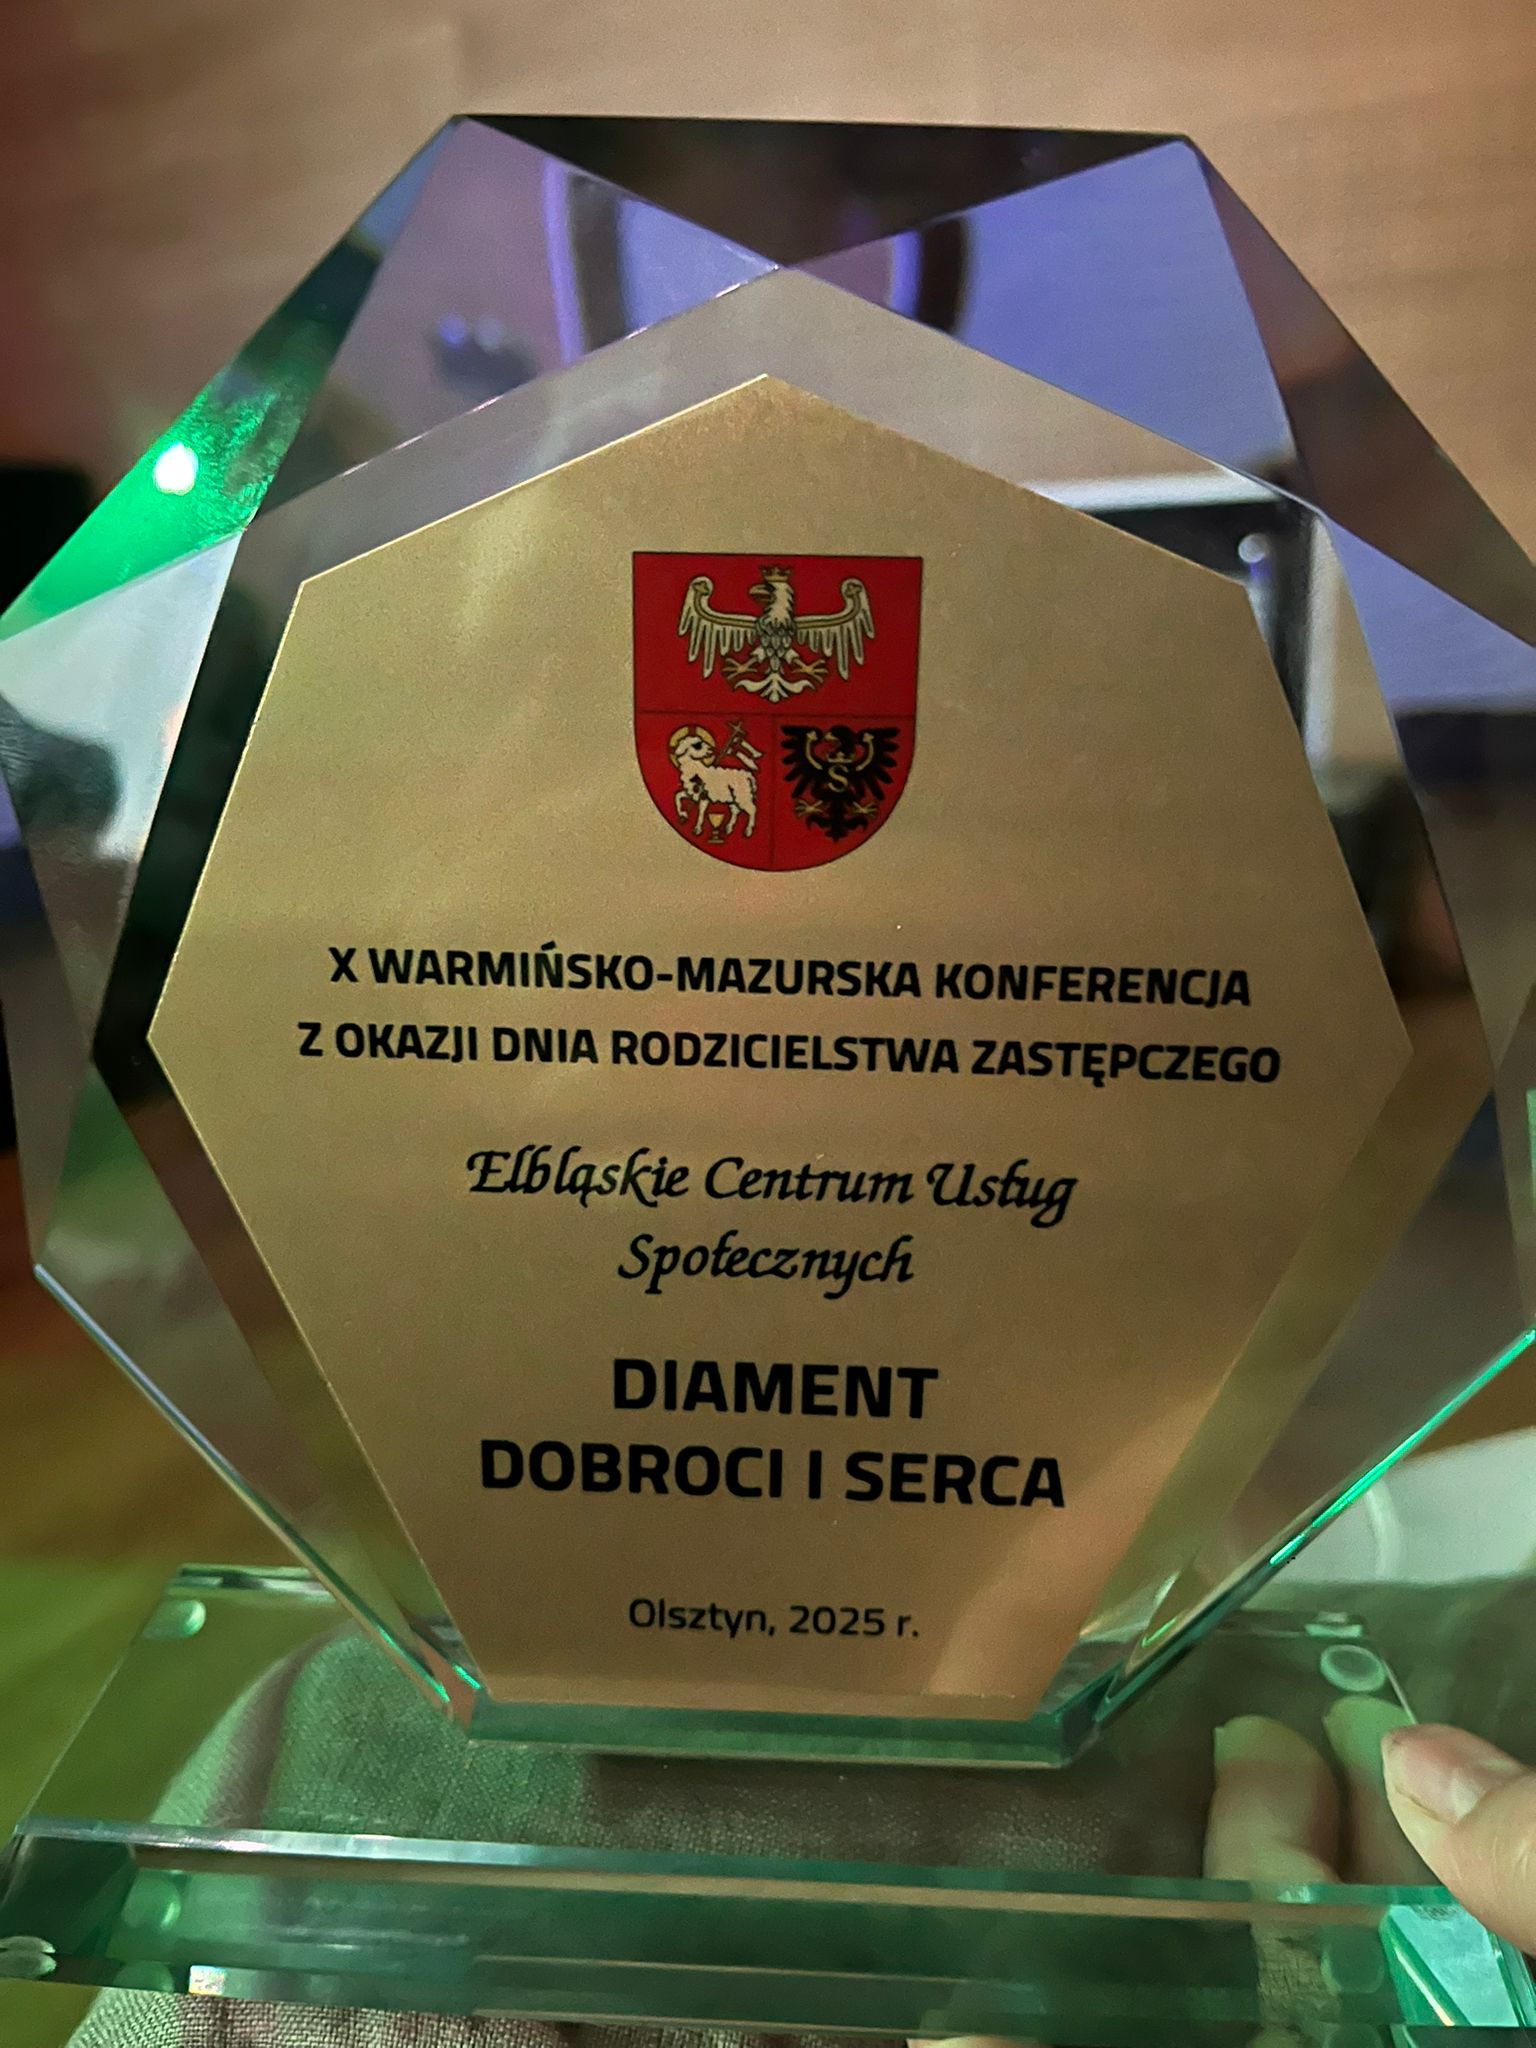 X WARMIŃSKO-MAZURSKA KONFERENCJA
Z OKAZJI DNIA RODZICIELSTWA ZASTĘPCZEGO
Elbląskie Centrum Usług
Społecznych
DIAMENT
DOBROCI I SERCA
Olsztyn, 2025 r.